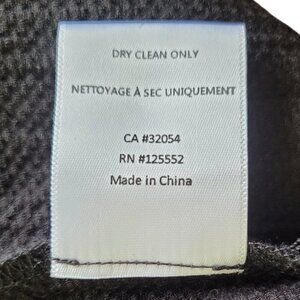 DRY CLEAN ONLY
NETTOYAGE À SEC UNIQUEMENT
CA #32054
RN #125552
Made in China